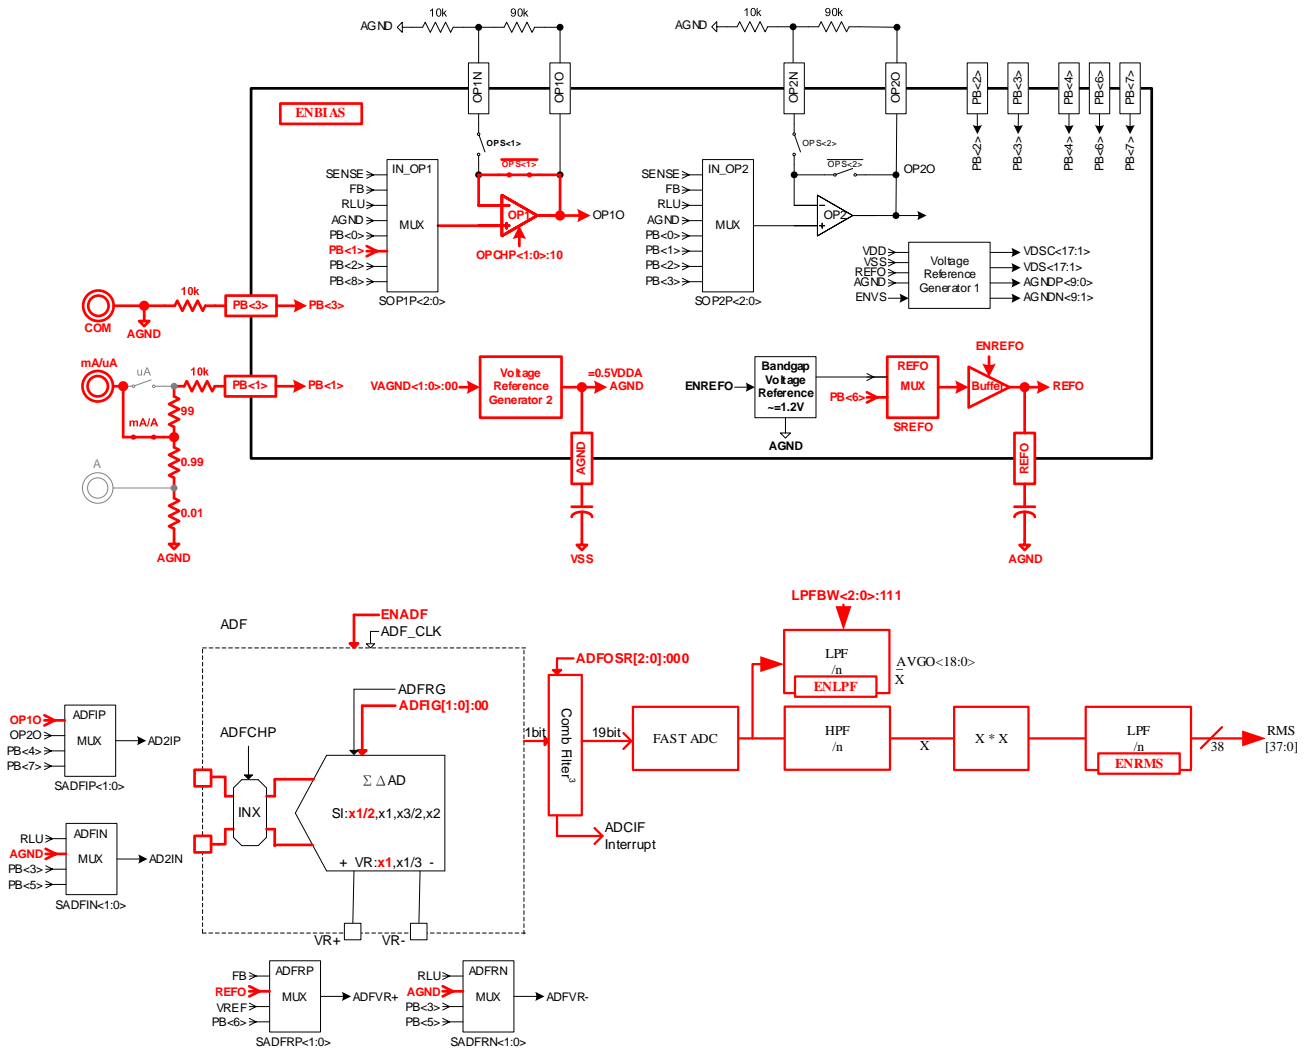 10k
90k
AGND
OP1N
OP1O
10k
90k
AGND
OP2N
OP2O
PB<2>
PB<3>
PB<4>
PB<6>
PB<7>
PB<2>
PB<3>
PB<4>
PB<6>
PB<7>
ENBIAS
OPS<1>
OPS<1>
IN_OP1
MUX
SENSE
FB
RLU
AGND
PB<0>
PB<1>
PB<2>
PB<8>
SOP1P<2:0>
OP1
OP1O
OPCHP<1:0>:10
OPS<2>
OPS<2>
OP2O
IN_OP2
MUX
SENSE
FB
RLU
AGND
PB<0>
PB<1>
PB<2>
PB<3>
SOP2P<2:0>
OP2
VDD
VSS
REFO
AGND
ENVS
Voltage
Reference
Generator 1
VDSC<17:1>
VDS<17:1>
AGNDP<9:0>
AGNDN<9:1>
COM
AGND
10k
PB<3>
PB<3>
mA/uA
uA
10k
PB<1>
PB<1>
99
mA/A
0.99
A
0.01
AGND
VAGND<1:0>:00
Voltage
Reference
Generator 2
=0.5VDDA
AGND
AGND
VSS
ENREFO
Bandgap
Voltage
Reference
~=1.2V
AGND
PB<6>
REFO
MUX
SREFO
ENREFO
Buffer
REFO
REFO
AGND
ADF
ENADF
ADF_CLK
ADFRG
ADFIG[1:0]:00
ADFCHP
INX
Σ Δ AD
SI:x1/2,x1,x3/2,x2
+ VR:x1,x1/3 -
VR+
VR-
OP1O
OP2O
PB<4>
PB<7>
ADFIP
MUX
AD2IP
SADFIP<1:0>
RLU
AGND
PB<3>
PB<5>
ADFIN
MUX
AD2IN
SADFIN<1:0>
FB
REFO
VREF
PB<6>
ADFRP
MUX
ADFVR+
SADFRP<1:0>
RLU
AGND
PB<3>
PB<5>
ADFRN
MUX
ADFVR-
SADFRN<1:0>
1bit
ADFOSR[2:0]:000
Comb Filter³
19bit
ADCIF
Interrupt
FAST ADC
LPFBW<2:0>:111
LPF
/n
ENLPF
AVGO<18:0>
X
HPF
/n
X
X * X
LPF
/n
ENRMS
38
RMS
[37:0]